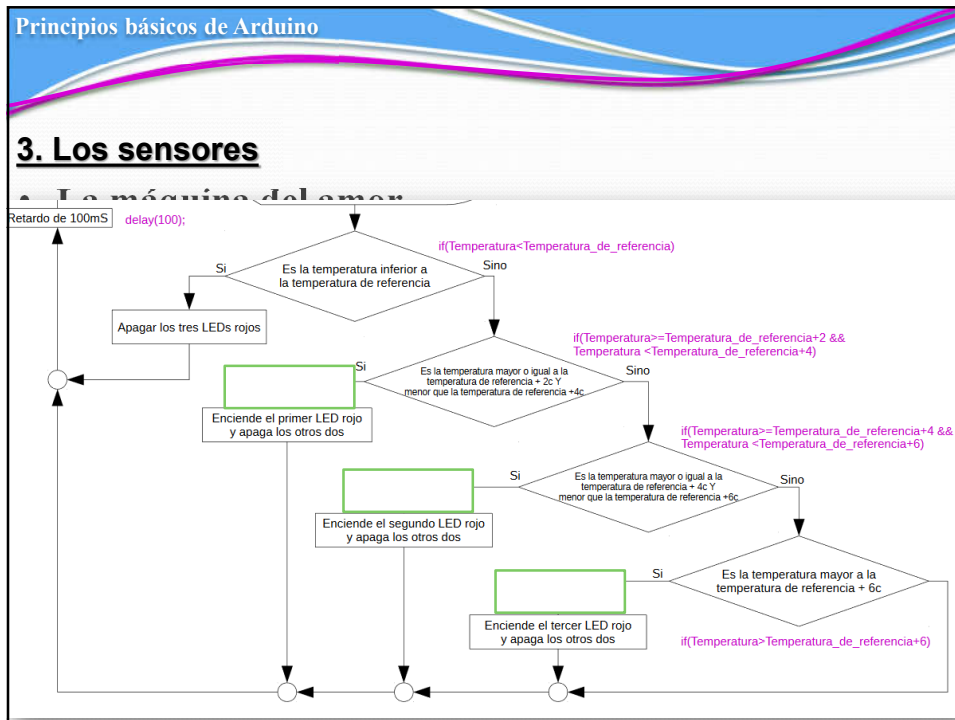 Principios básicos de Arduino
3. Los sensores
• La máquina del amor
Retardo de 100mS
delay(100);
if(Temperatura<Temperatura_de_referencia)
Si
Es la temperatura inferior a
la temperatura de referencia
Sino
Apagar los tres LEDs rojos
if(Temperatura>=Temperatura_de_referencia+2 &&
Temperatura <Temperatura_de_referencia+4)
Si
Es la temperatura mayor o igual a la
temperatura de referencia + 2c Y
menor que la temperatura de referencia +4c
Sino
Enciende el primer LED rojo
y apaga los otros dos
if(Temperatura>=Temperatura_de_referencia+4 &&
Temperatura <Temperatura_de_referencia+6)
Si
Es la temperatura mayor o igual a la
temperatura de referencia + 4c Y
menor que la temperatura de referencia +6c
Sino
Enciende el segundo LED rojo
y apaga los otros dos
Si
Es la temperatura mayor a la
temperatura de referencia + 6c
Enciende el tercer LED rojo
y apaga los otros dos
if(Temperatura>Temperatura_de_referencia+6)